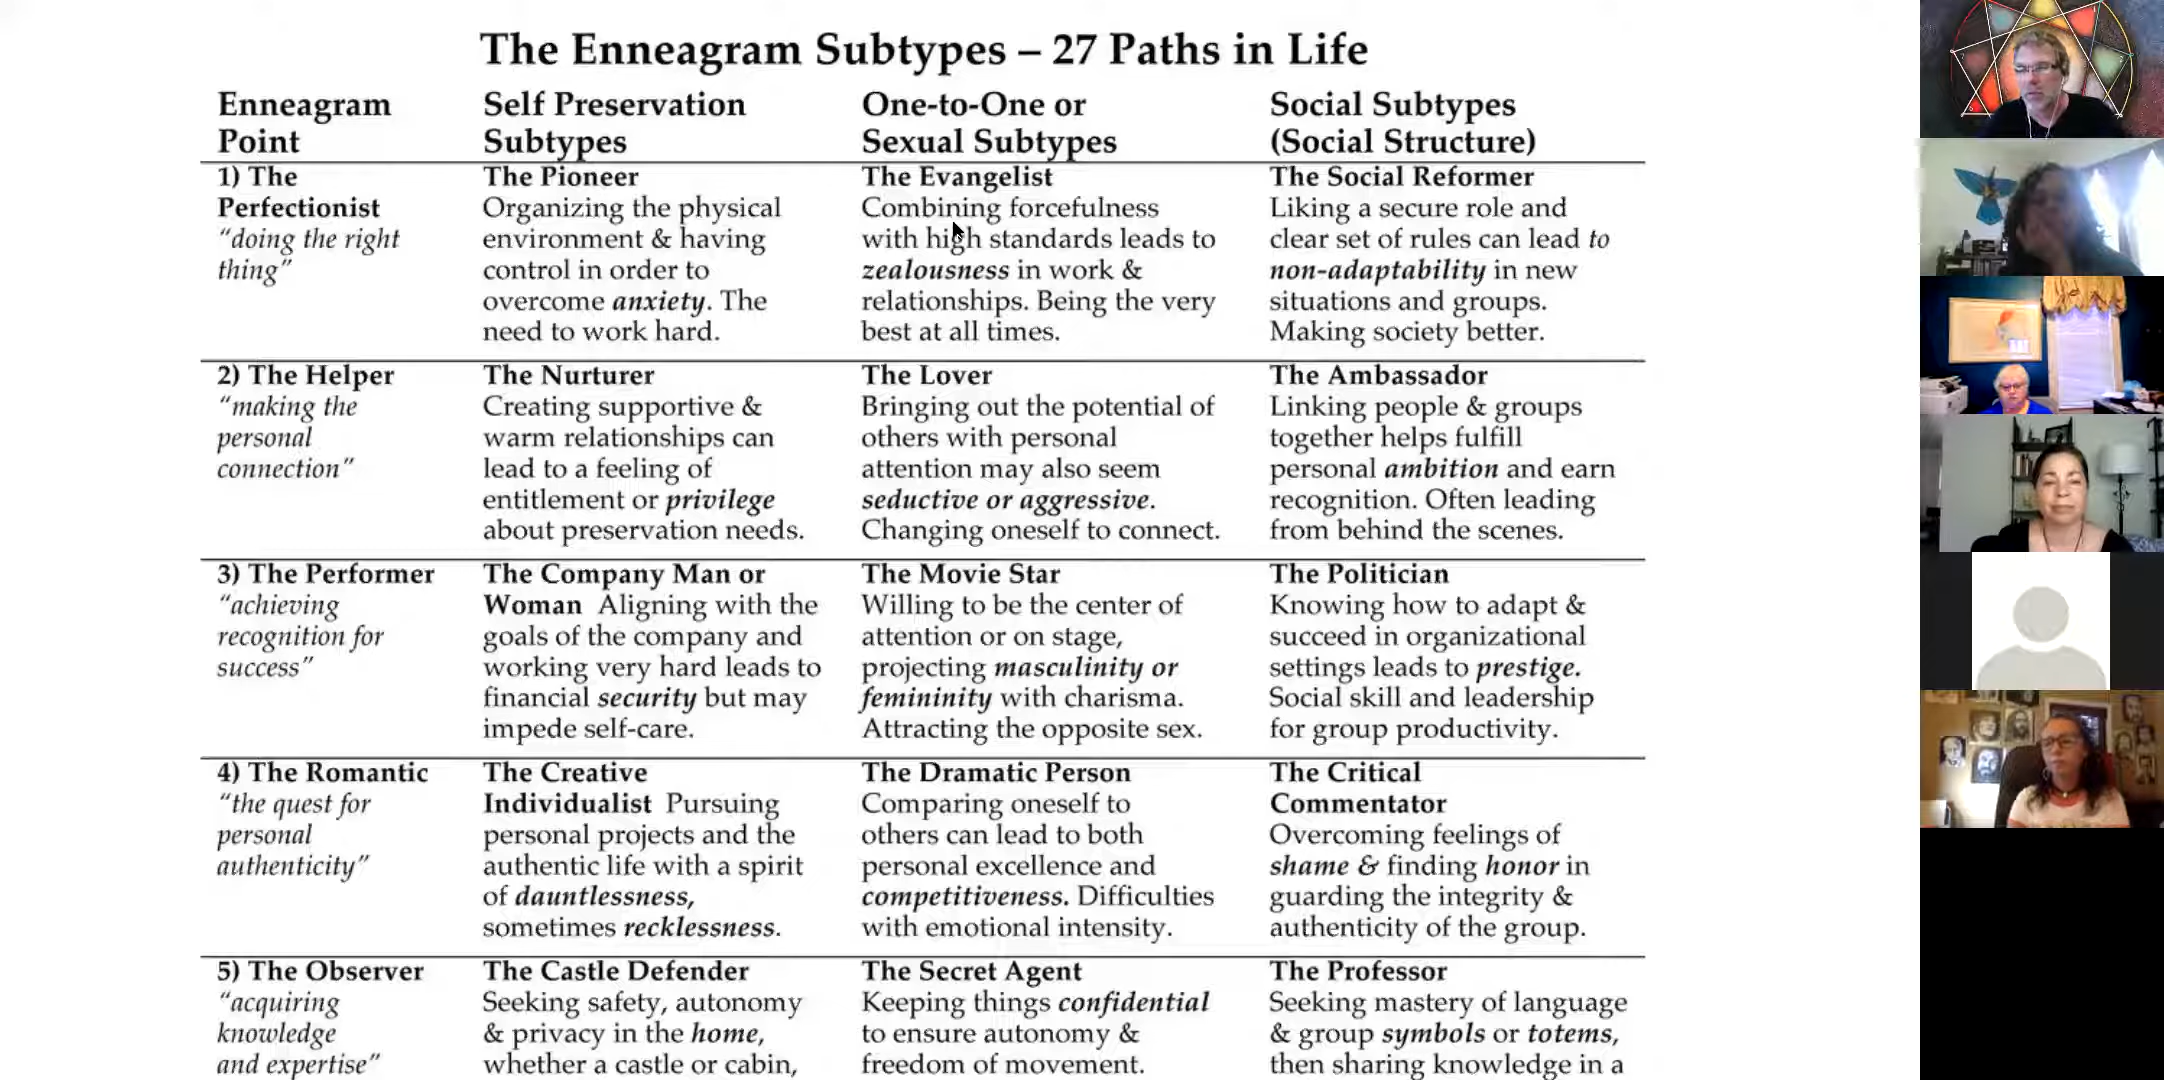 The Enneagram Subtypes – 27 Paths in Life
Enneagram
Point
Self Preservation
Subtypes
One-to-One or
Sexual Subtypes
Social Subtypes
(Social Structure)
1) The
Perfectionist
“doing the right
thing”
The Pioneer
Organizing the physical
environment & having
control in order to
overcome anxiety. The
need to work hard.
The Evangelist
Combining forcefulness
with high standards leads to
zealousness in work &
relationships. Being the very
best at all times.
The Social Reformer
Liking a secure role and
clear set of rules can lead to
non-adaptability in new
situations and groups.
Making society better.
2) The Helper
“making the
personal
connection”
The Nurturer
Creating supportive &
warm relationships can
lead to a feeling of
entitlement or privilege
about preservation needs.
The Lover
Bringing out the potential of
others with personal
attention may also seem
seductive or aggressive.
Changing oneself to connect.
The Ambassador
Linking people & groups
together helps fulfill
personal ambition and earn
recognition. Often leading
from behind the scenes.
3) The Performer
“achieving
recognition for
success”
The Company Man or
Woman Aligning with the
goals of the company and
working very hard leads to
financial security but may
impede self-care.
The Movie Star
Willing to be the center of
attention or on stage,
projecting masculinity or
femininity with charisma.
Attracting the opposite sex.
The Politician
Knowing how to adapt &
succeed in organizational
settings leads to prestige.
Social skill and leadership
for group productivity.
4) The Romantic
“the quest for
personal
authenticity”
The Creative
Individualist Pursuing
personal projects and the
authentic life with a spirit
of dauntlessness,
sometimes recklessness.
The Dramatic Person
Comparing oneself to
others can lead to both
personal excellence and
competitiveness. Difficulties
with emotional intensity.
The Critical
Commentator
Overcoming feelings of
shame & finding honor in
guarding the integrity &
authenticity of the group.
5) The Observer
“acquiring
knowledge
and expertise”
The Castle Defender
Seeking safety, autonomy
& privacy in the home,
whether a castle or cabin,
The Secret Agent
Keeping things confidential
to ensure autonomy &
freedom of movement.
The Professor
Seeking mastery of language
& group symbols or totems,
then sharing knowledge in a